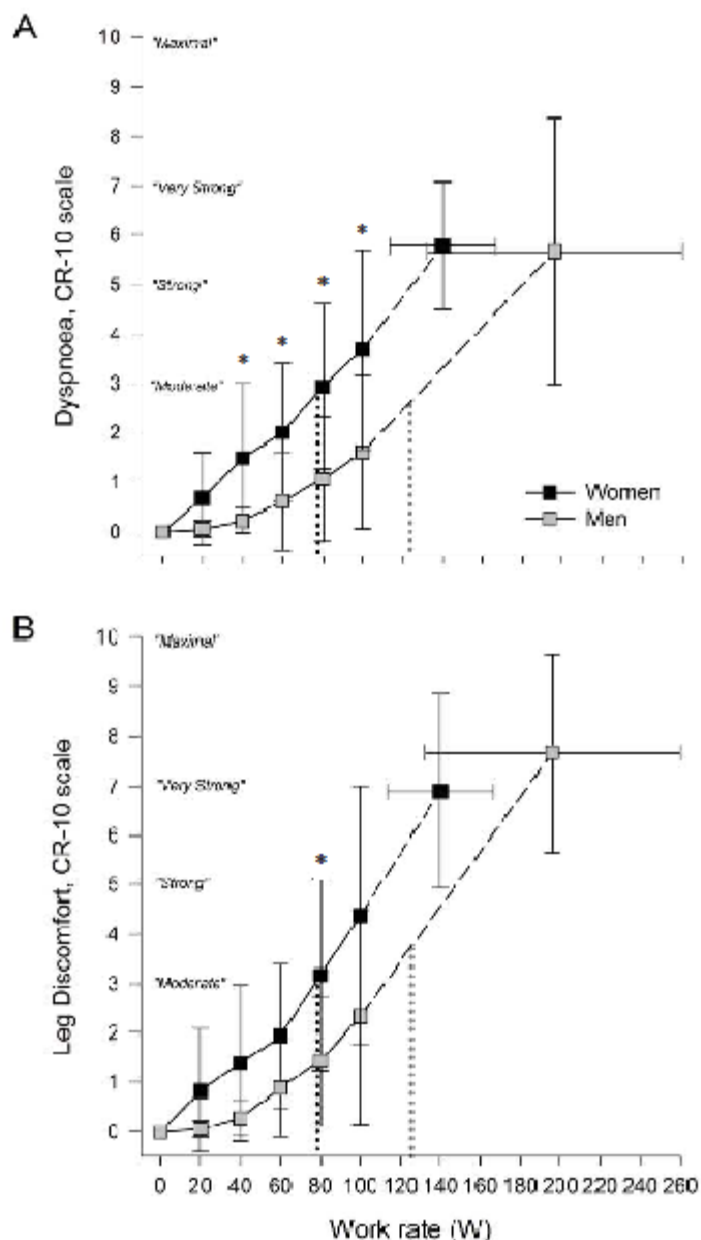 A
Dyspnoea, CR-10 scale
10
9
8
7
6
5
4
3
2
1
0
"Maximal"
"Very Strong"
"Strong"
"Moderate"
* * * *
Women
Men
B
Leg Discomfort, CR-10 scale
10
9
8
7
6
5
4
3
2
1
0
"Maximal"
"Very Strong"
"Strong"
"Moderate"
*
0 20 40 60 80 100 120 140 160 180 200 220 240 260
Work rate (W)